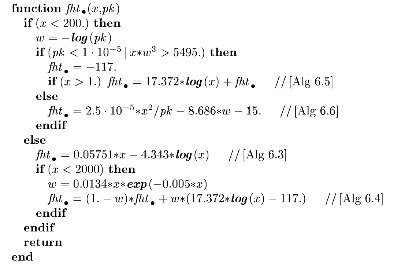 function fht•(x,pk)
if (x < 200.) then
w = −log(pk)
if (pk < 1 · 10⁻⁵ | x*w³ > 5495.) then
fht• = −117.
if (x > 1.) fht• = 17.372*log(x) + fht• //[Alg 6.5]
else
fht• = 2.5 · 10⁻⁵*x²/pk − 8.686*w − 15. //[Alg 6.6]
endif
else
fht• = 0.05751*x − 4.343*log(x) //[Alg 6.3]
if (x < 2000) then
w = 0.0134*x*exp(−0.005*x)
fht• = (1. − w)*fht• + w*(17.372*log(x) − 117.) //[Alg 6.4]
endif
endif
return
end